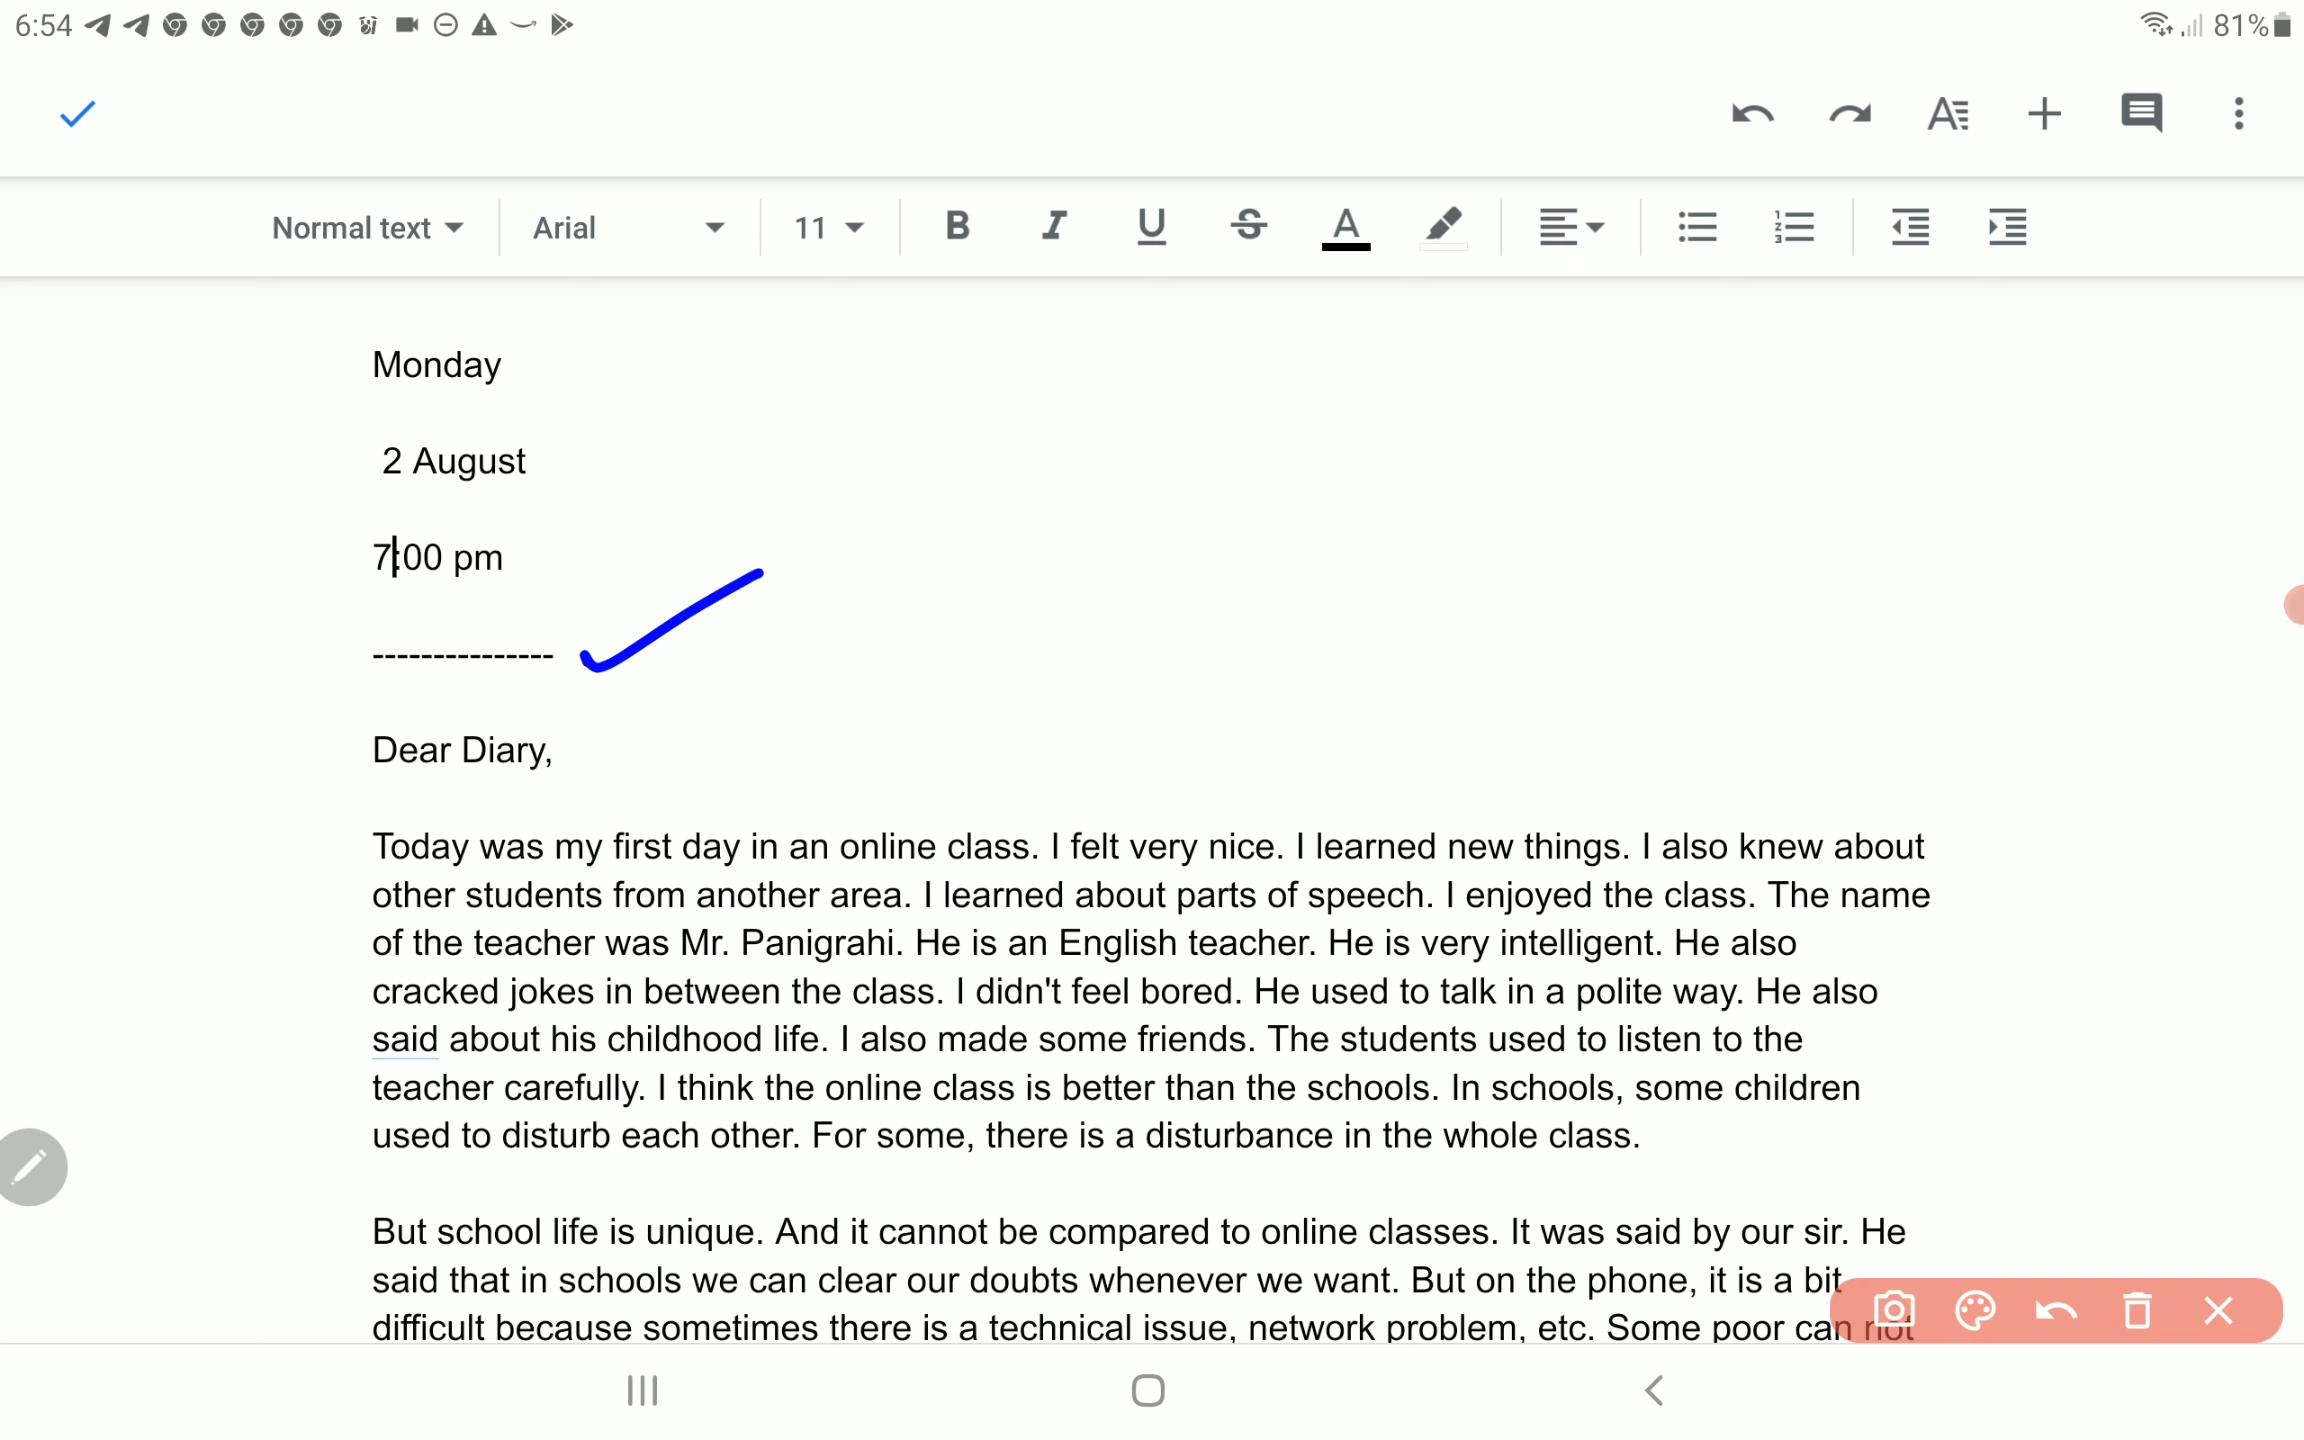 6:54
81%
Normal text
Arial
11
Monday
2 August
7:00 pm
---------------
Dear Diary,
Today was my first day in an online class. I felt very nice. I learned new things. I also knew about
other students from another area. I learned about parts of speech. I enjoyed the class. The name
of the teacher was Mr. Panigrahi. He is an English teacher. He is very intelligent. He also
cracked jokes in between the class. I didn't feel bored. He used to talk in a polite way. He also
said about his childhood life. I also made some friends. The students used to listen to the
teacher carefully. I think the online class is better than the schools. In schools, some children
used to disturb each other. For some, there is a disturbance in the whole class.
But school life is unique. And it cannot be compared to online classes. It was said by our sir. He
said that in schools we can clear our doubts whenever we want. But on the phone, it is a bit
difficult because sometimes there is a technical issue, network problem, etc. Some poor can not